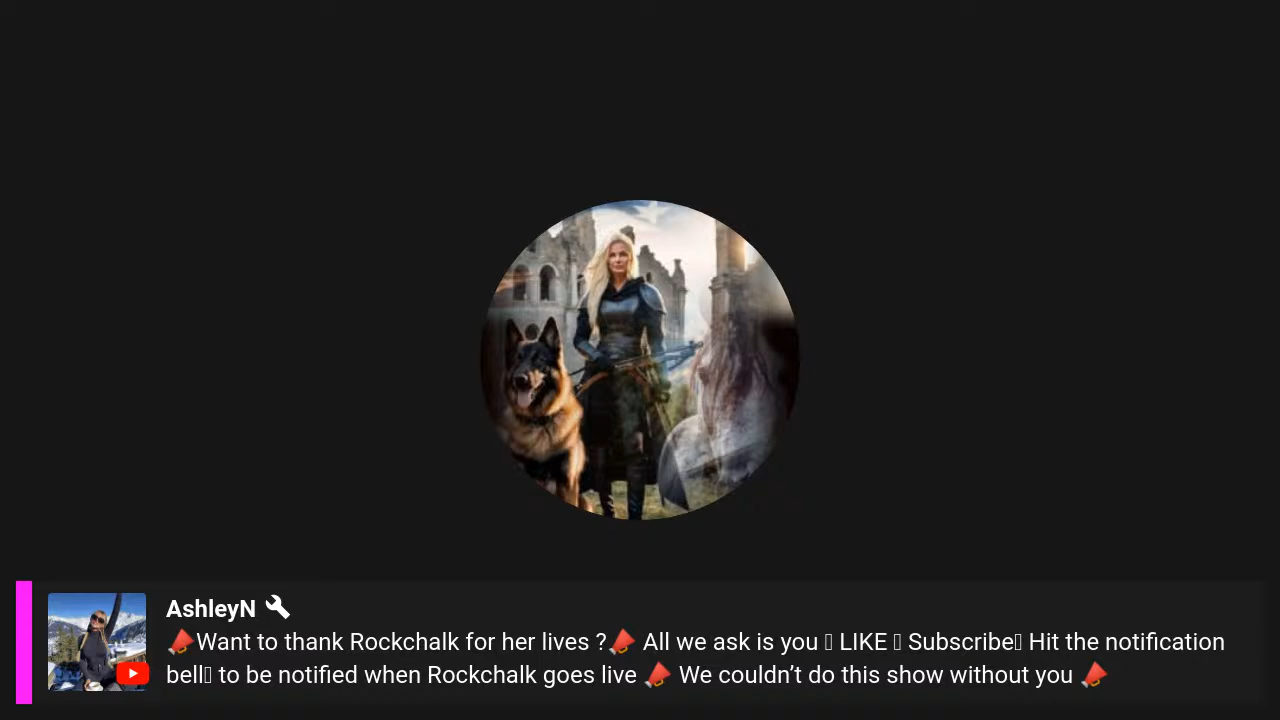 AshleyN
📣Want to thank Rockchalk for her lives ?📣 All we ask is you ▯ LIKE ▯ Subscribe▯ Hit the notification
bell▯ to be notified when Rockchalk goes live 📣 We couldn’t do this show without you 📣